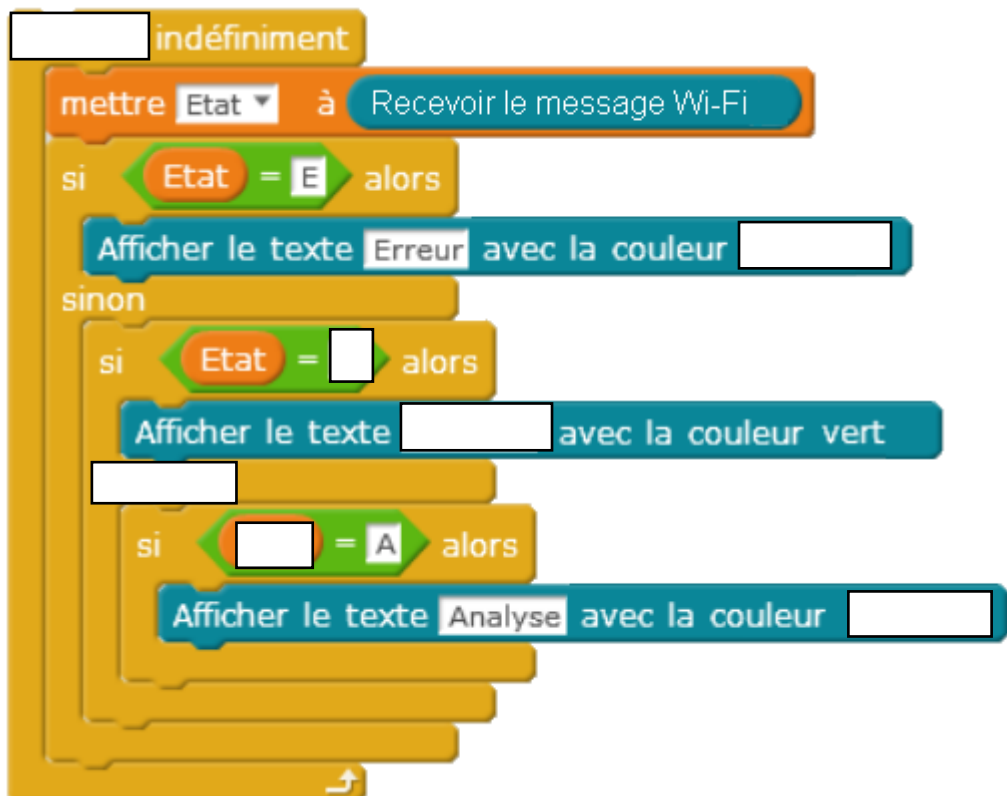 indéfiniment
mettre Etat à Recevoir le message Wi-Fi
si Etat = E alors
Afficher le texte Erreur avec la couleur
sinon
si Etat = alors
Afficher le texte avec la couleur vert
si = A alors
Afficher le texte Analyse avec la couleur